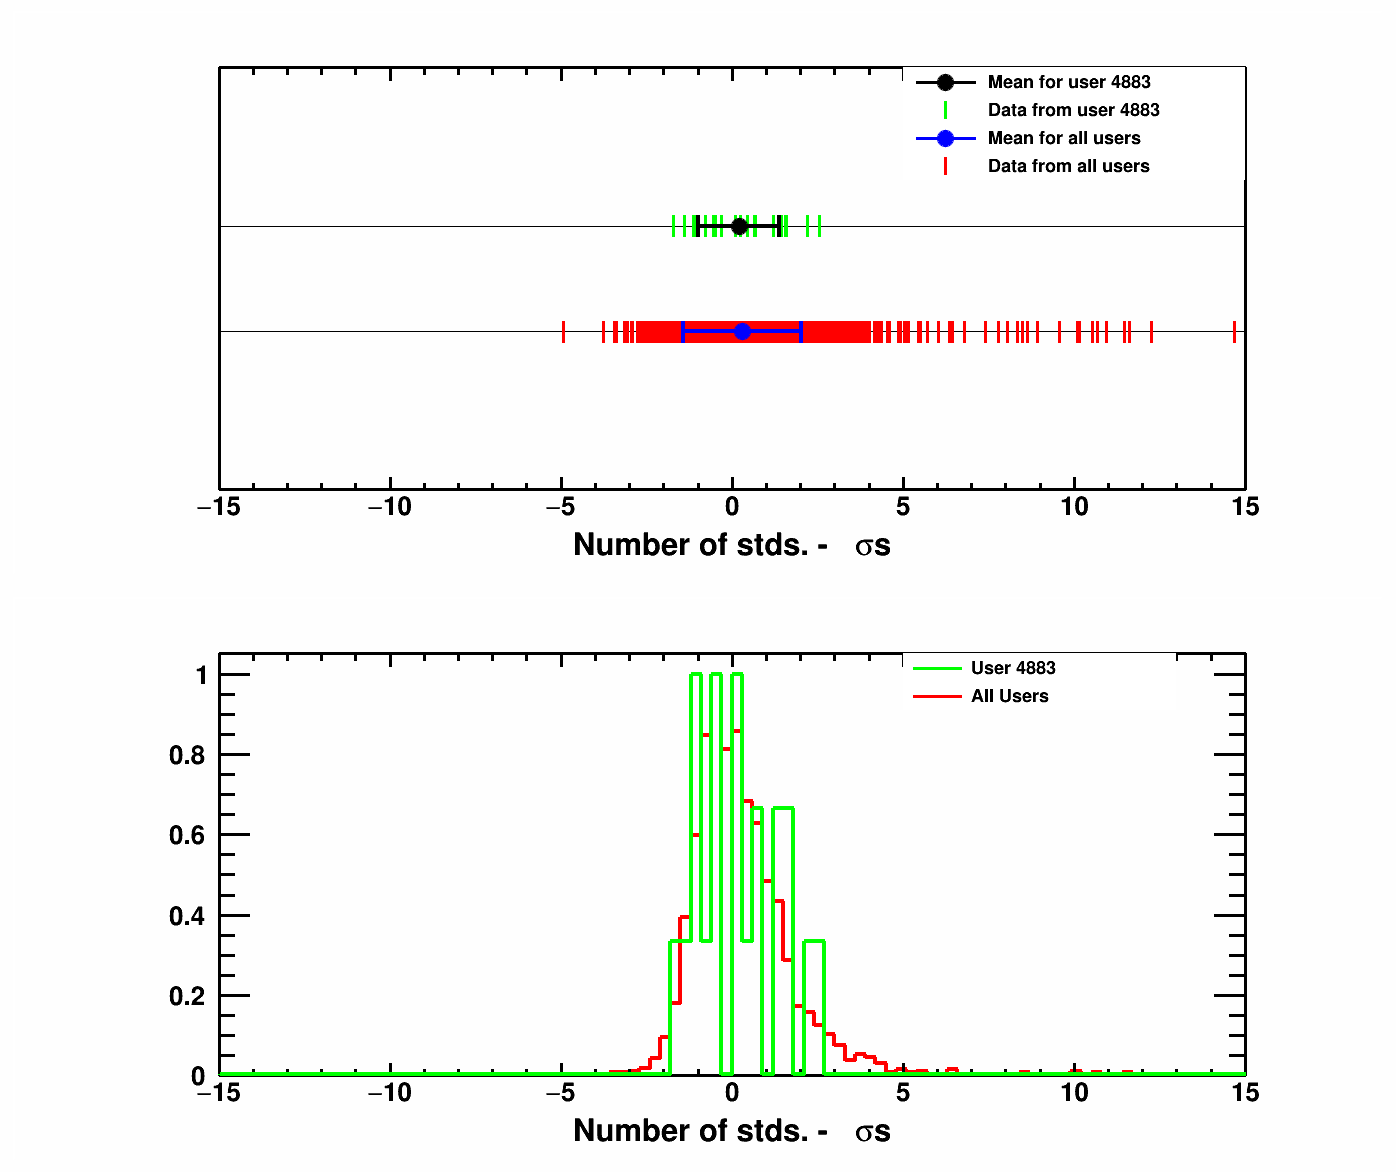 Mean for user 4883
Data from user 4883
Mean for all users
Data from all users
−15 −10 −5 0 5 10 15
Number of stds. - σs
User 4883
All Users
1
0.8
0.6
0.4
0.2
0
−15 −10 −5 0 5 10 15
Number of stds. - σs